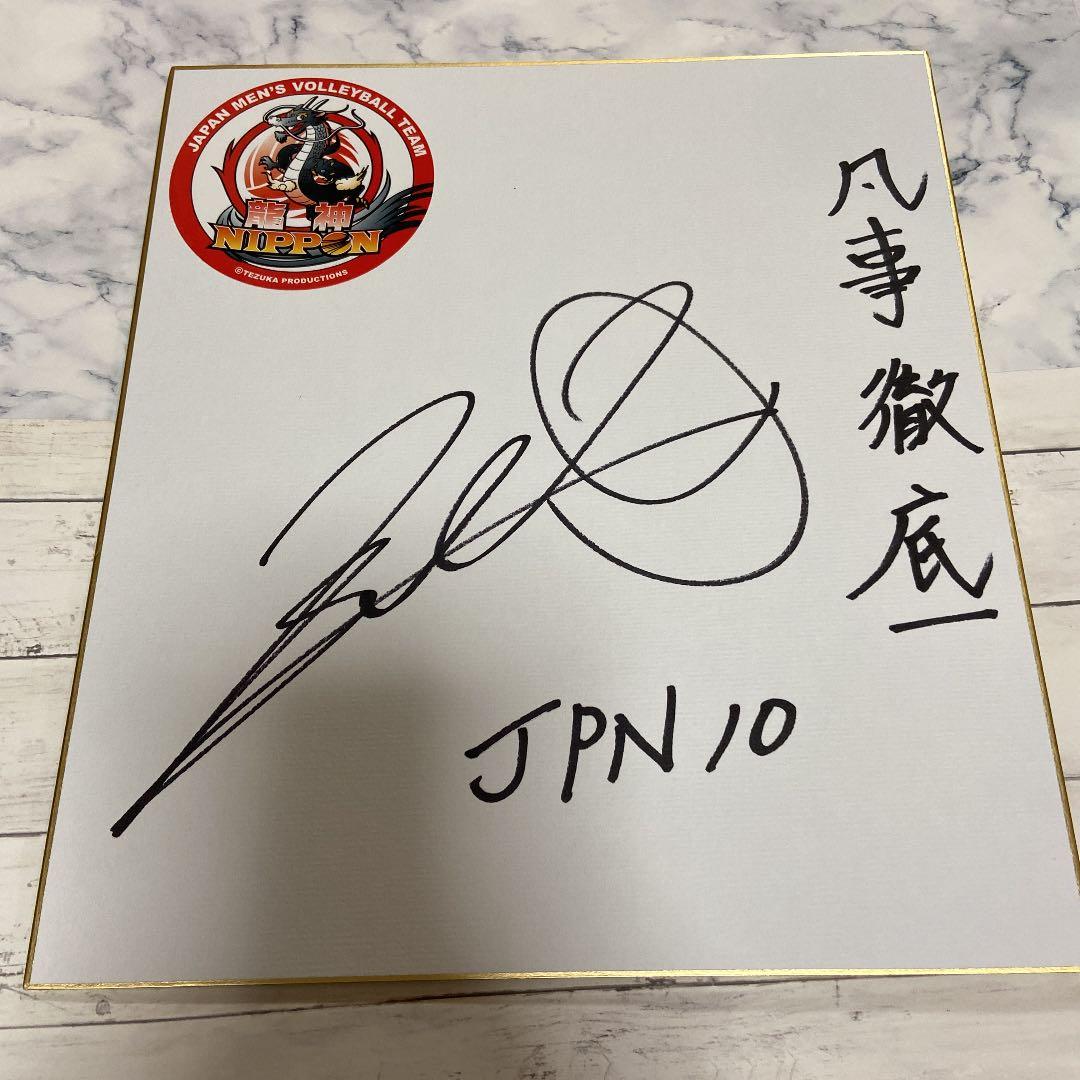 JAPAN MEN'S VOLLEYBALL TEAM
龍神
NIPPON
©TEZUKA PRODUCTIONS
凡事徹底
JPN 10